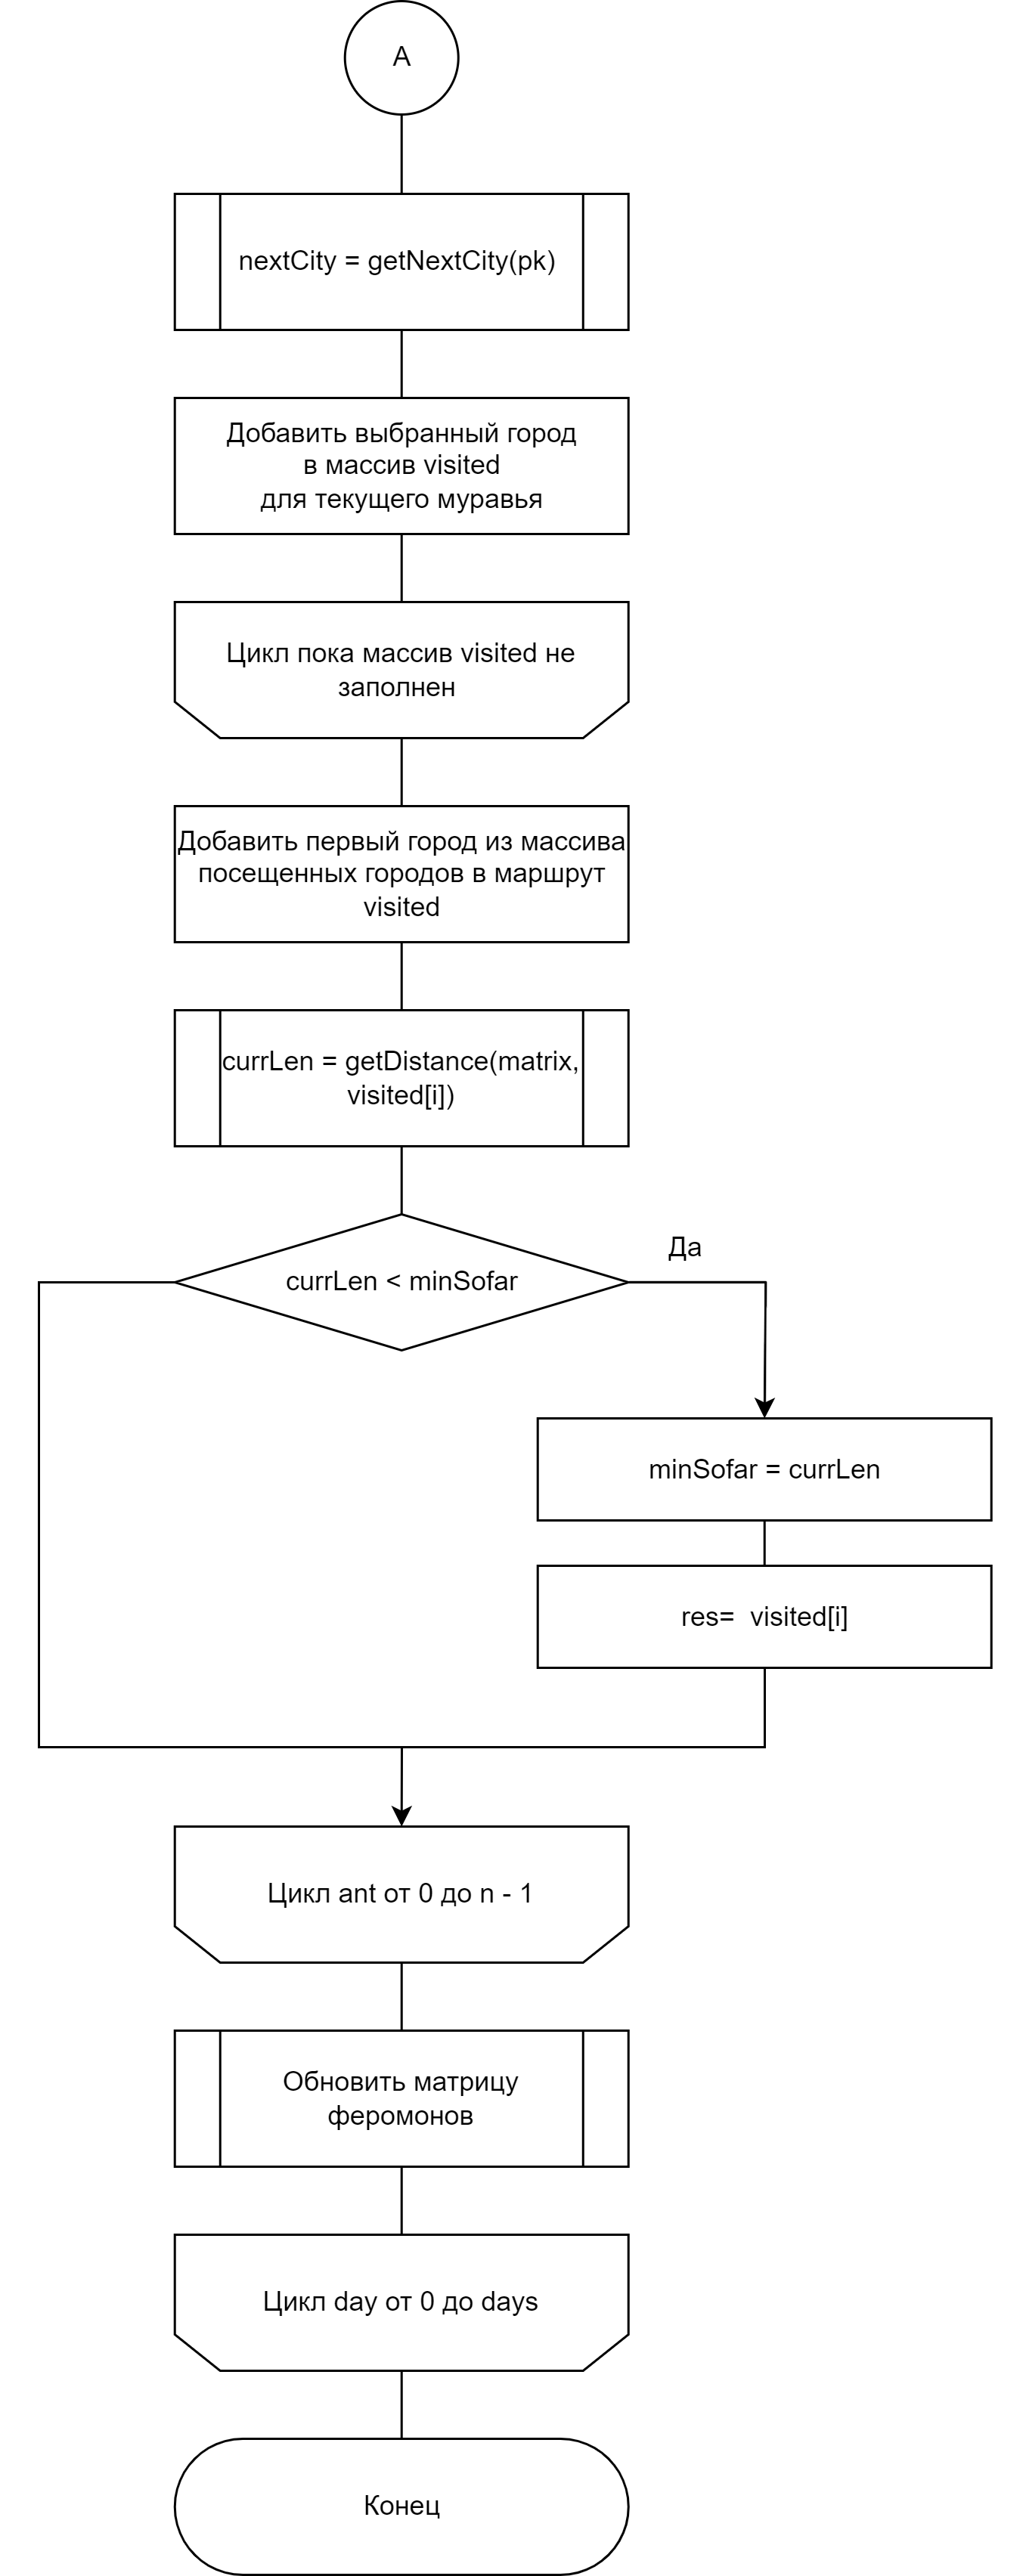 A
nextCity = getNextCity(pk)
Добавить выбранный город
в массив visited
для текущего муравья
Цикл пока массив visited не
заполнен
Добавить первый город из массива
посещенных городов в маршрут
visited
currLen = getDistance(matrix,
visited[i])
currLen < minSofar
Да
minSofar = currLen
res=  visited[i]
Цикл ant от 0 до n - 1
Обновить матрицу
феромонов
Цикл day от 0 до days
Конец